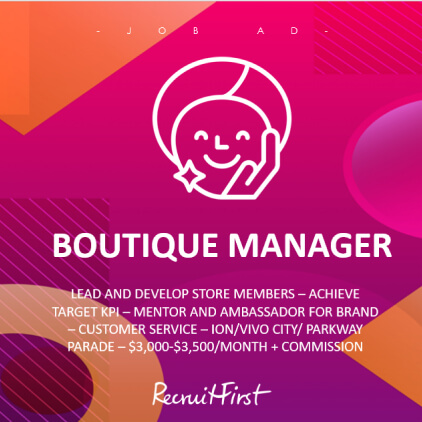 - JOB AD-
BOUTIQUE MANAGER
LEAD AND DEVELOP STORE MEMBERS – ACHIEVE
TARGET KPI – MENTOR AND AMBASSADOR FOR BRAND
– CUSTOMER SERVICE – ION/VIVO CITY/ PARKWAY
PARADE – $3,000-$3,500/MONTH + COMMISSION
RecruitFirst